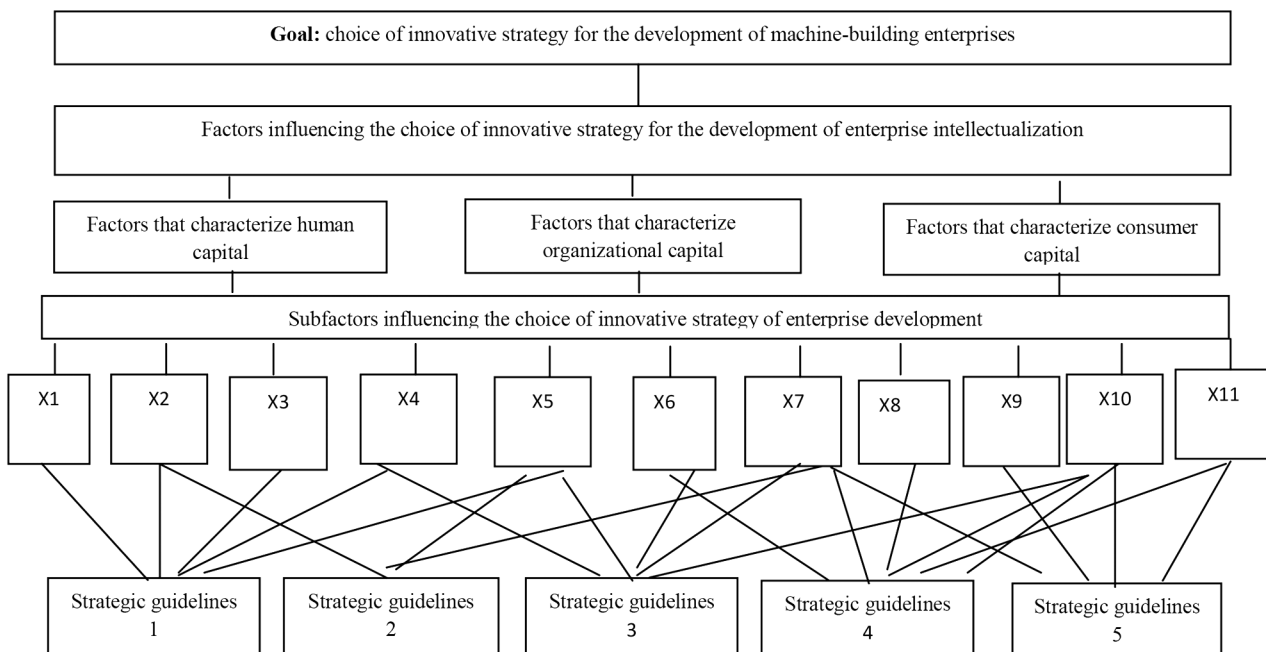 Goal: choice of innovative strategy for the development of machine-building enterprises
Factors influencing the choice of innovative strategy for the development of enterprise intellectualization
Factors that characterize human
capital
Factors that characterize
organizational capital
Factors that characterize consumer
capital
Subfactors influencing the choice of innovative strategy of enterprise development
X1
X2
X3
X4
X5
X6
X7
X8
X9
X10
X11
Strategic guidelines
1
Strategic guidelines
2
Strategic guidelines
3
Strategic guidelines
4
Strategic guidelines
5